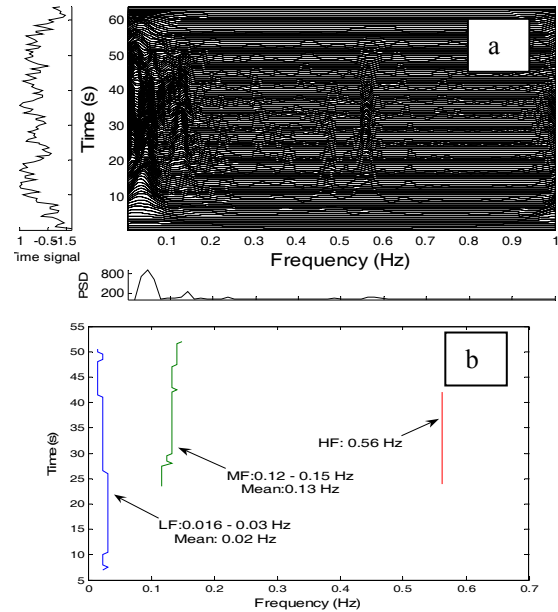 a
60
50
40
30
20
10
Time (s)
1 -0.51.5
Time signal
0.1 0.2 0.3 0.4 0.5 0.6 0.7 0.8 0.9 1
Frequency (Hz)
800
200
PSD
b
55
50
45
40
35
30
25
20
15
10
5
Time (s)
HF: 0.56 Hz
MF:0.12 - 0.15 Hz
Mean:0.13 Hz
LF:0.016 - 0.03 Hz
Mean: 0.02 Hz
0 0.1 0.2 0.3 0.4 0.5 0.6 0.7
Frequency (Hz)